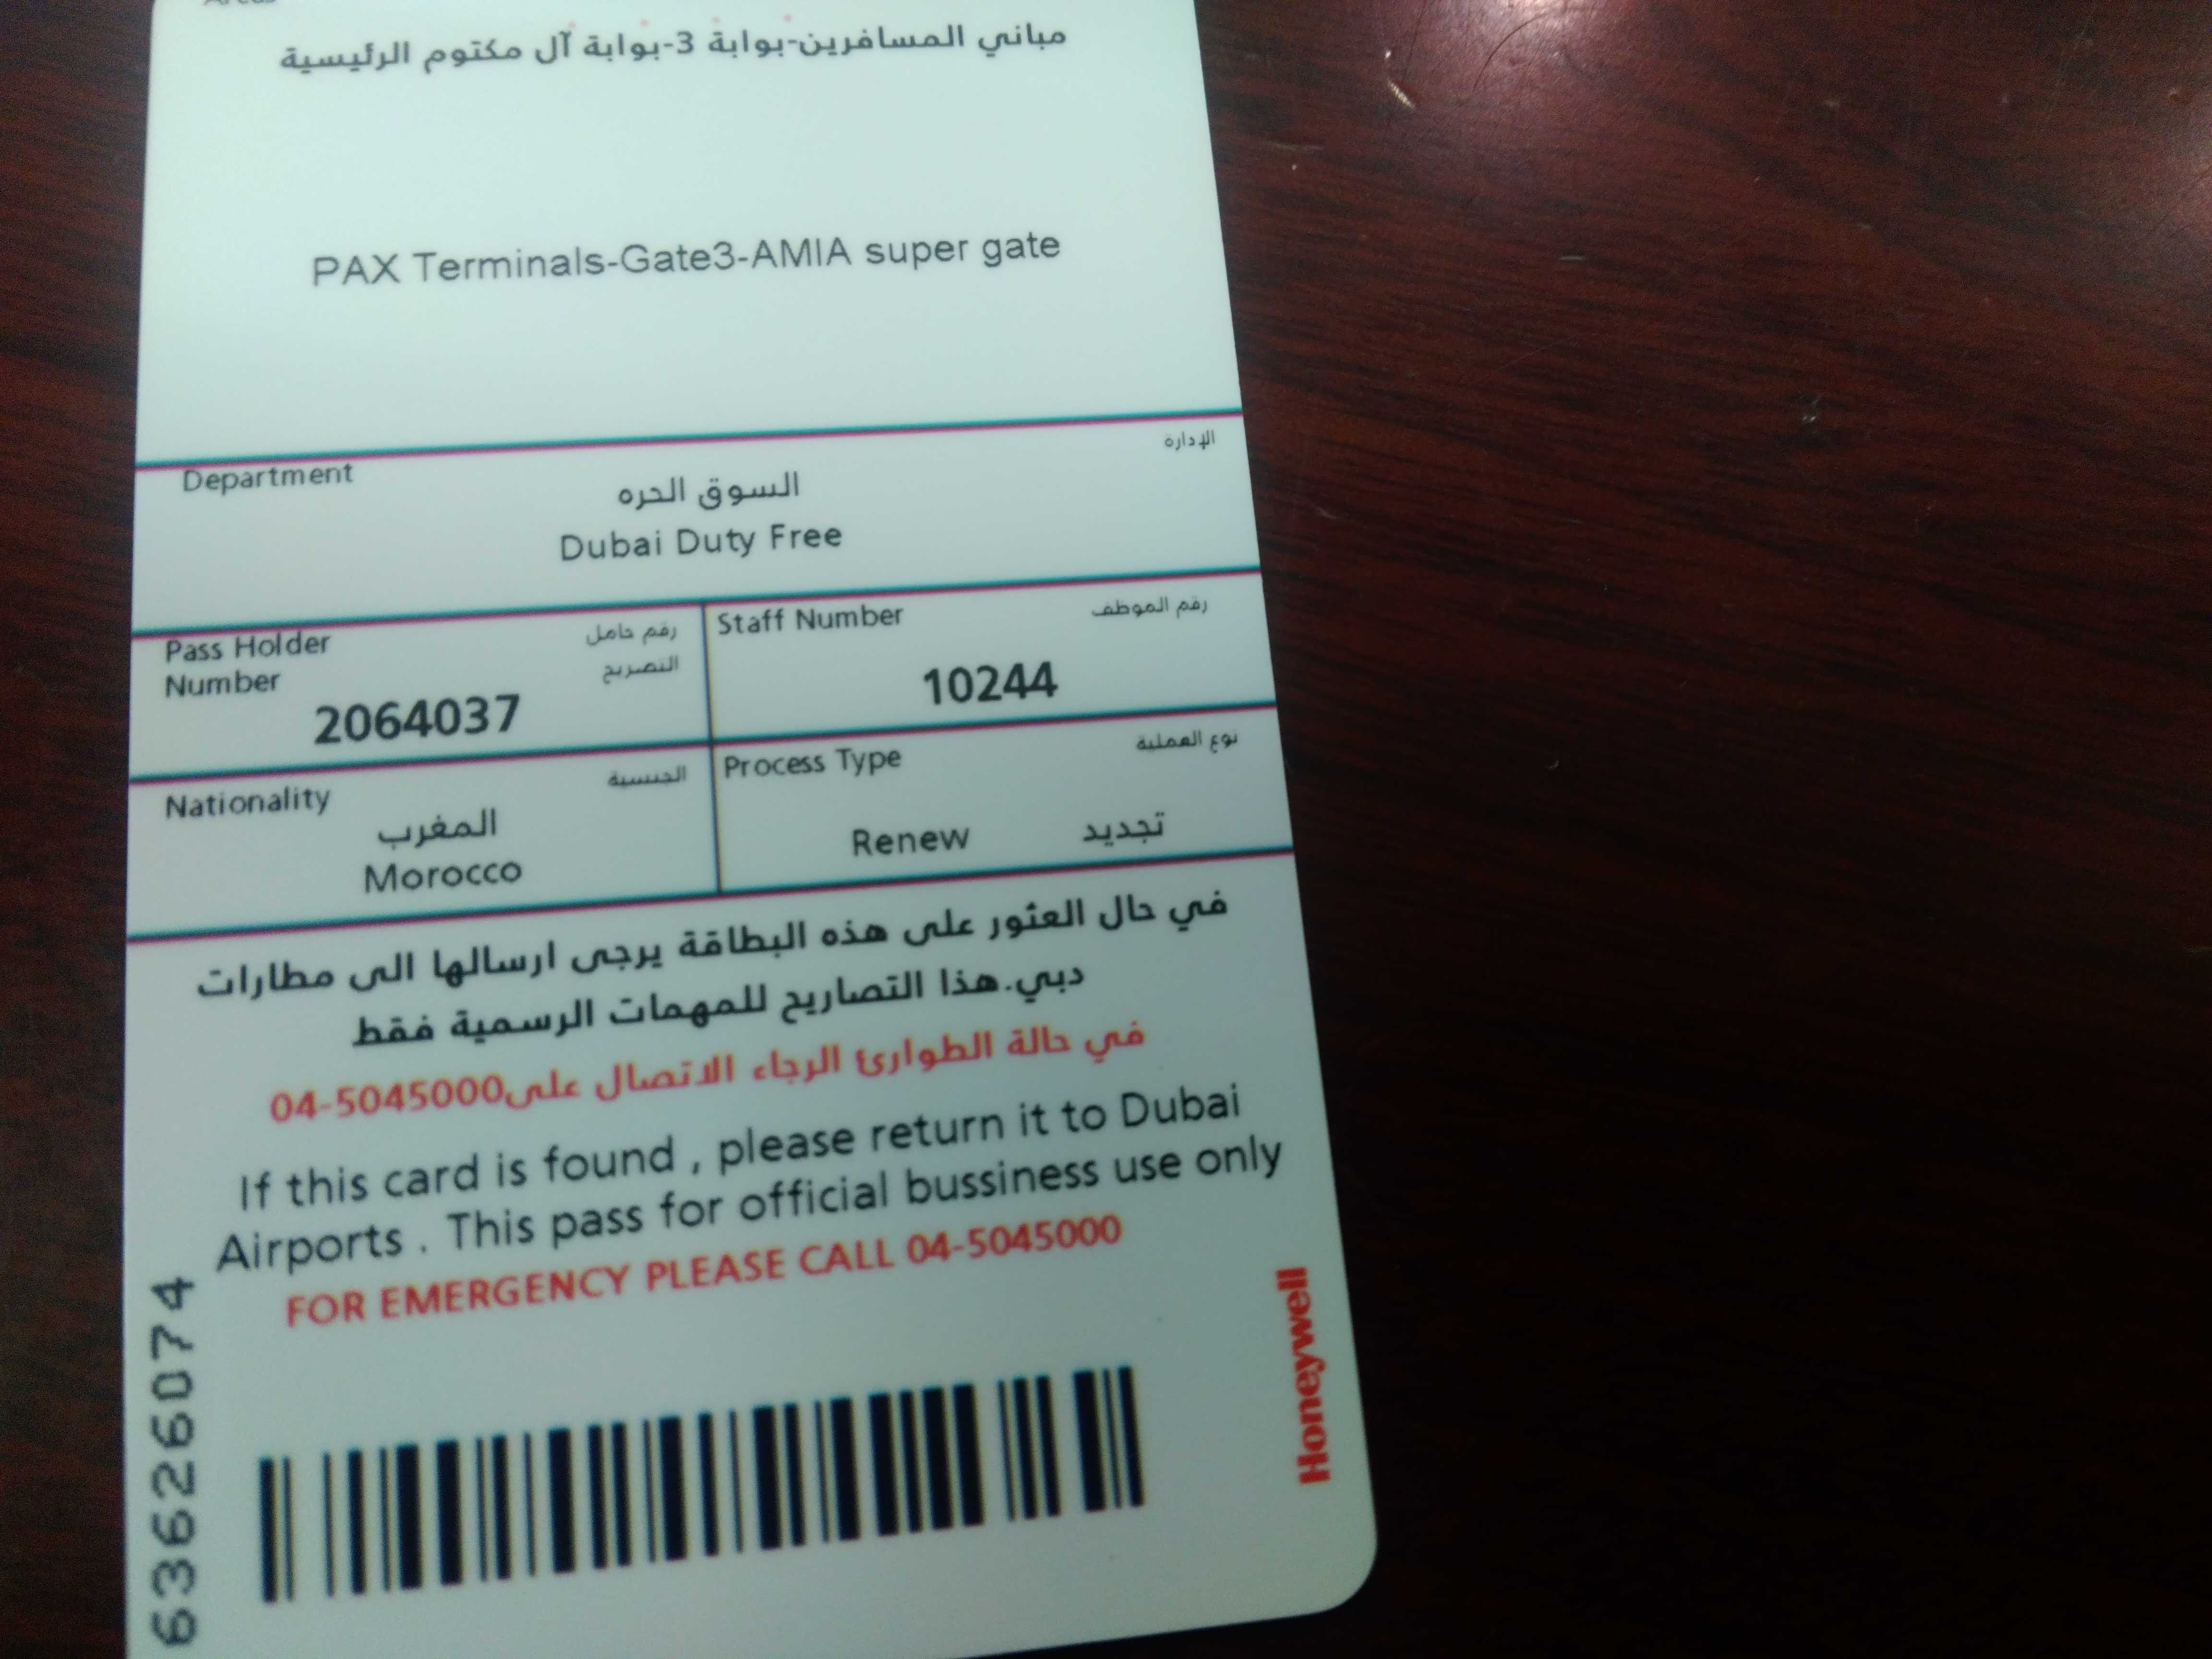 مباني المسافرين-بوابة 3-بوابة آل مكتوم الرئيسية
PAX Terminals-Gate3-AMIA super gate
Department
الإدارة
السوق الحره
Dubai Duty Free
Pass Holder
Number
رقم حامل
التصريح
2064037
Staff Number
رقم الموظف
10244
Nationality
الجنسية
المغرب
Morocco
Process Type
نوع العملية
Renew تجديد
في حال العثور على هذه البطاقة يرجى ارسالها الى مطارات
دبي.هذا التصاريح للمهمات الرسمية فقط
في حالة الطوارئ الرجاء الاتصال على04-5045000
If this card is found , please return it to Dubai
Airports . This pass for official bussiness use only
FOR EMERGENCY PLEASE CALL 04-5045000
63626074
Honeywell